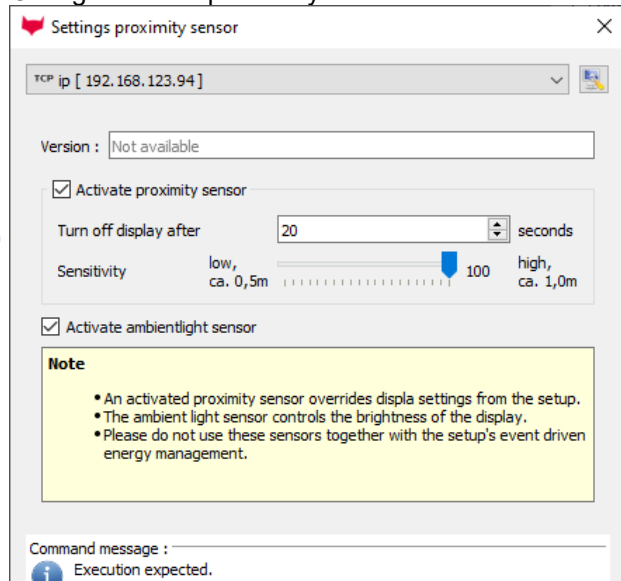 Settings proximity sensor
TCP ip [ 192.168.123.94]
Version : Not available
Activate proximity sensor
Turn off display after 20 seconds
Sensitivity low, ca. 0,5m 100 high, ca. 1,0m
Activate ambientlight sensor
Note
An activated proximity sensor overrides displa settings from the setup.
The ambient light sensor controls the brightness of the display.
Please do not use these sensors together with the setup's event driven
energy management.
Command message :
Execution expected.